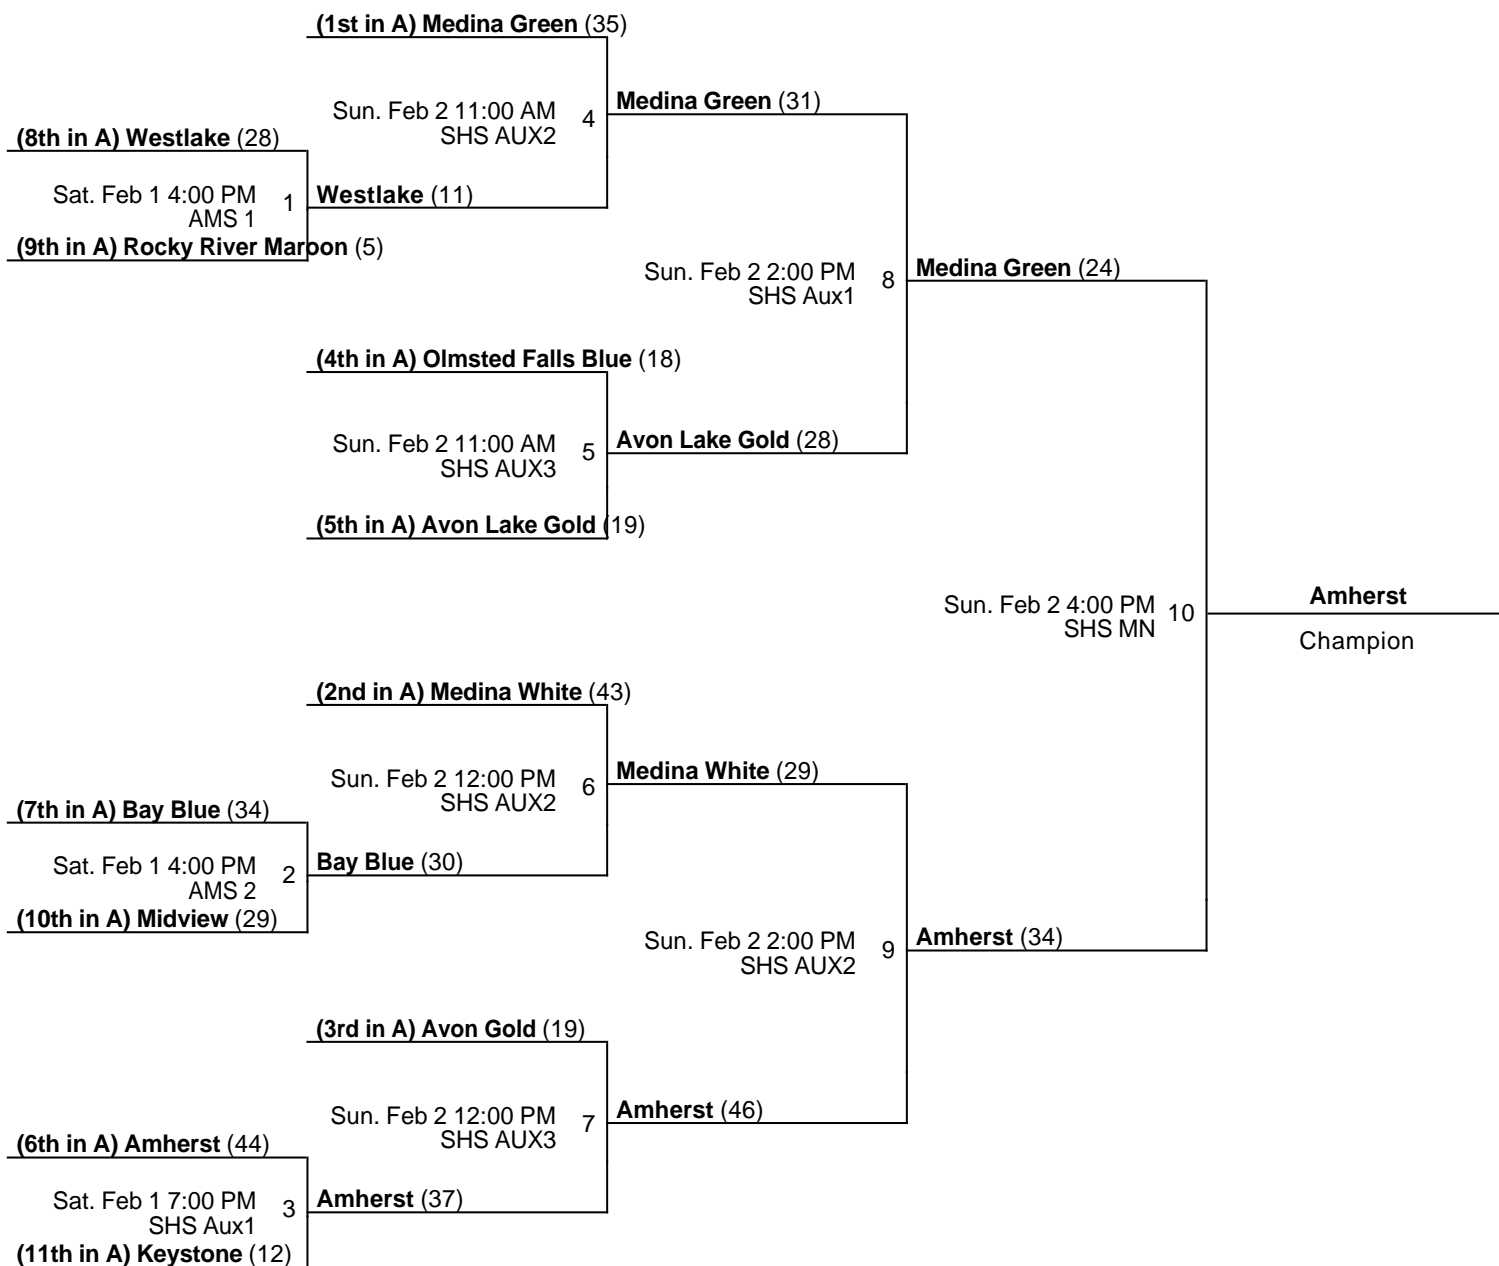 (1st in A) Medina Green (35)
Sun. Feb 2 11:00 AM
SHS AUX2
4
Medina Green (31)
(8th in A) Westlake (28)
Sat. Feb 1 4:00 PM
AMS 1
1
Westlake (11)
(9th in A) Rocky River Maroon (5)
Sun. Feb 2 2:00 PM
SHS Aux1
8
Medina Green (24)
(4th in A) Olmsted Falls Blue (18)
Sun. Feb 2 11:00 AM
SHS AUX3
5
Avon Lake Gold (28)
(5th in A) Avon Lake Gold (19)
Sun. Feb 2 4:00 PM
SHS MN
10
Amherst
Champion
(2nd in A) Medina White (43)
Sun. Feb 2 12:00 PM
SHS AUX2
6
Medina White (29)
(7th in A) Bay Blue (34)
Sat. Feb 1 4:00 PM
AMS 2
2
Bay Blue (30)
(10th in A) Midview (29)
Sun. Feb 2 2:00 PM
SHS AUX2
9
Amherst (34)
(3rd in A) Avon Gold (19)
Sun. Feb 2 12:00 PM
SHS AUX3
7
Amherst (46)
(6th in A) Amherst (44)
Sat. Feb 1 7:00 PM
SHS Aux1
3
Amherst (37)
(11th in A) Keystone (12)